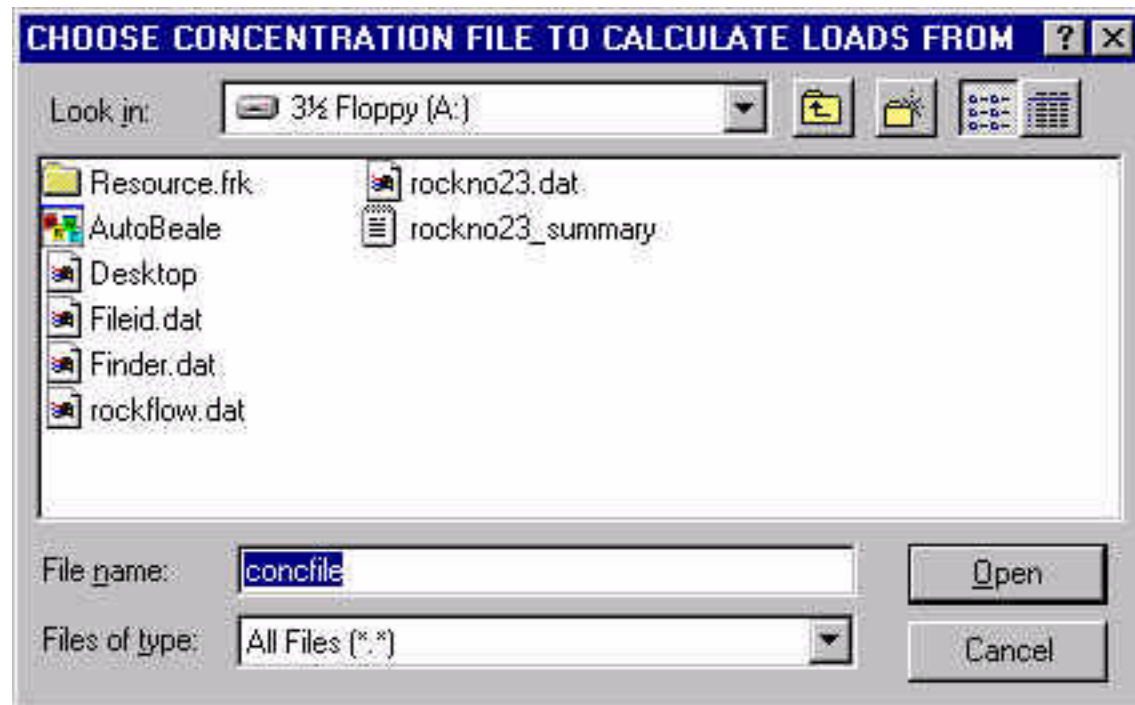 CHOOSE CONCENTRATION FILE TO CALCULATE LOADS FROM
Look in: 3½ Floppy (A:)
Resource.frk
AutoBeale
Desktop
Fileid.dat
Finder.dat
rockflow.dat
rockno23.dat
rockno23_summary
File name: concfile
Open
Files of type: All Files (*.*)
Cancel